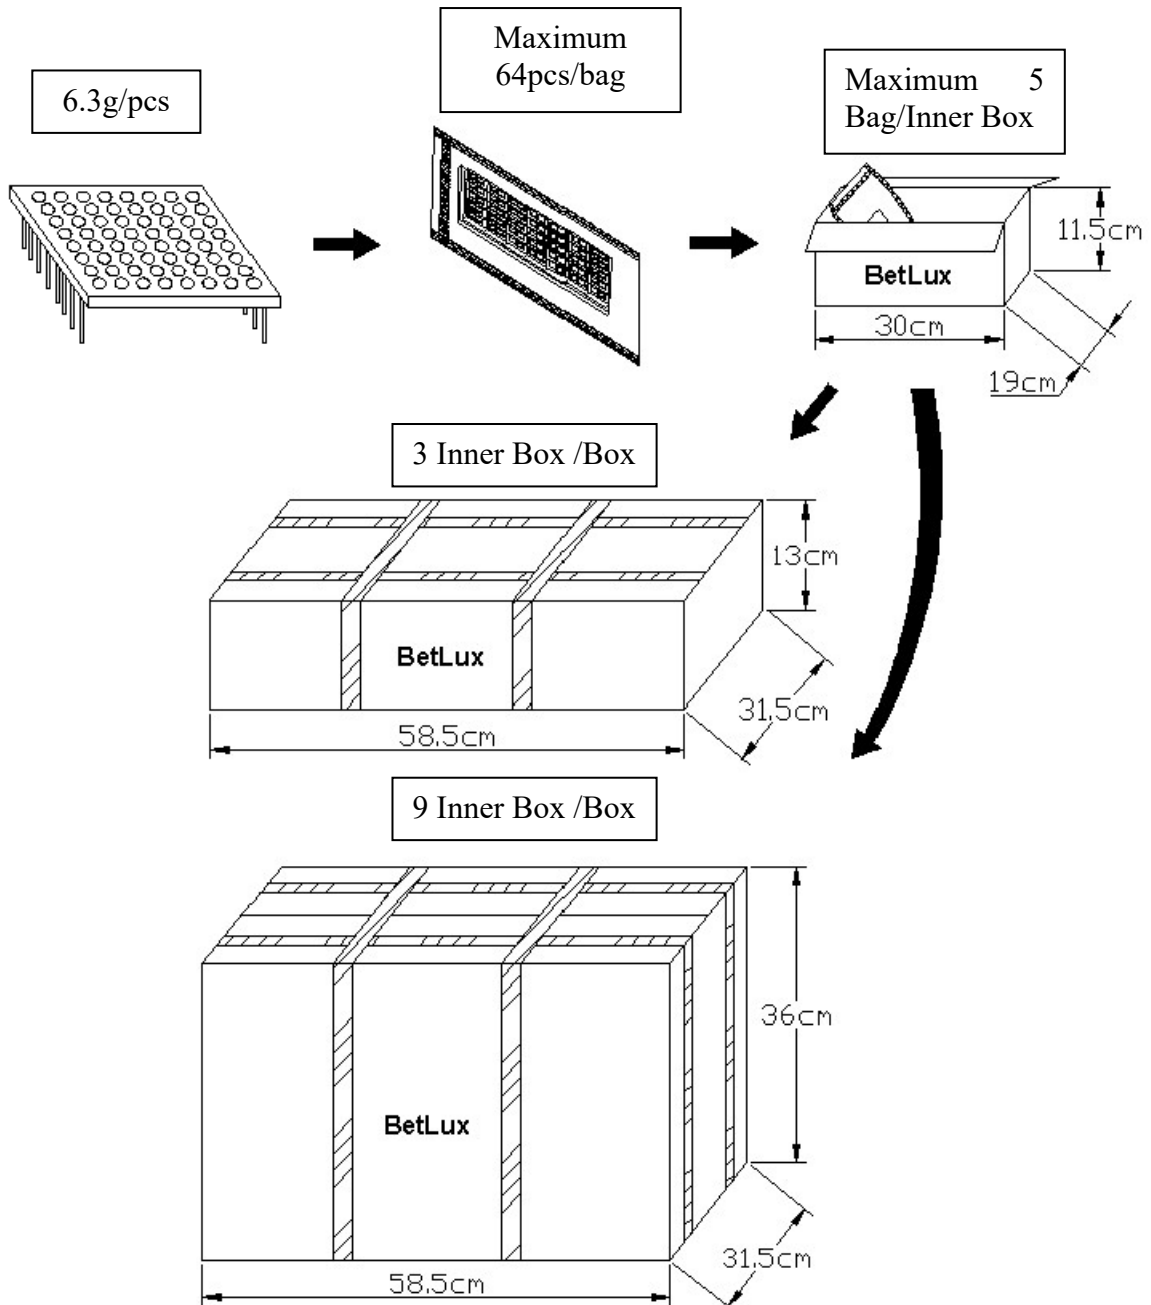 6.3g/pcs
Maximum
64pcs/bag
Maximum 5
Bag/Inner Box
11.5cm
BetLux
30cm
19cm
3 Inner Box /Box
13cm
BetLux
31.5cm
58.5cm
9 Inner Box /Box
36cm
BetLux
31.5cm
58.5cm